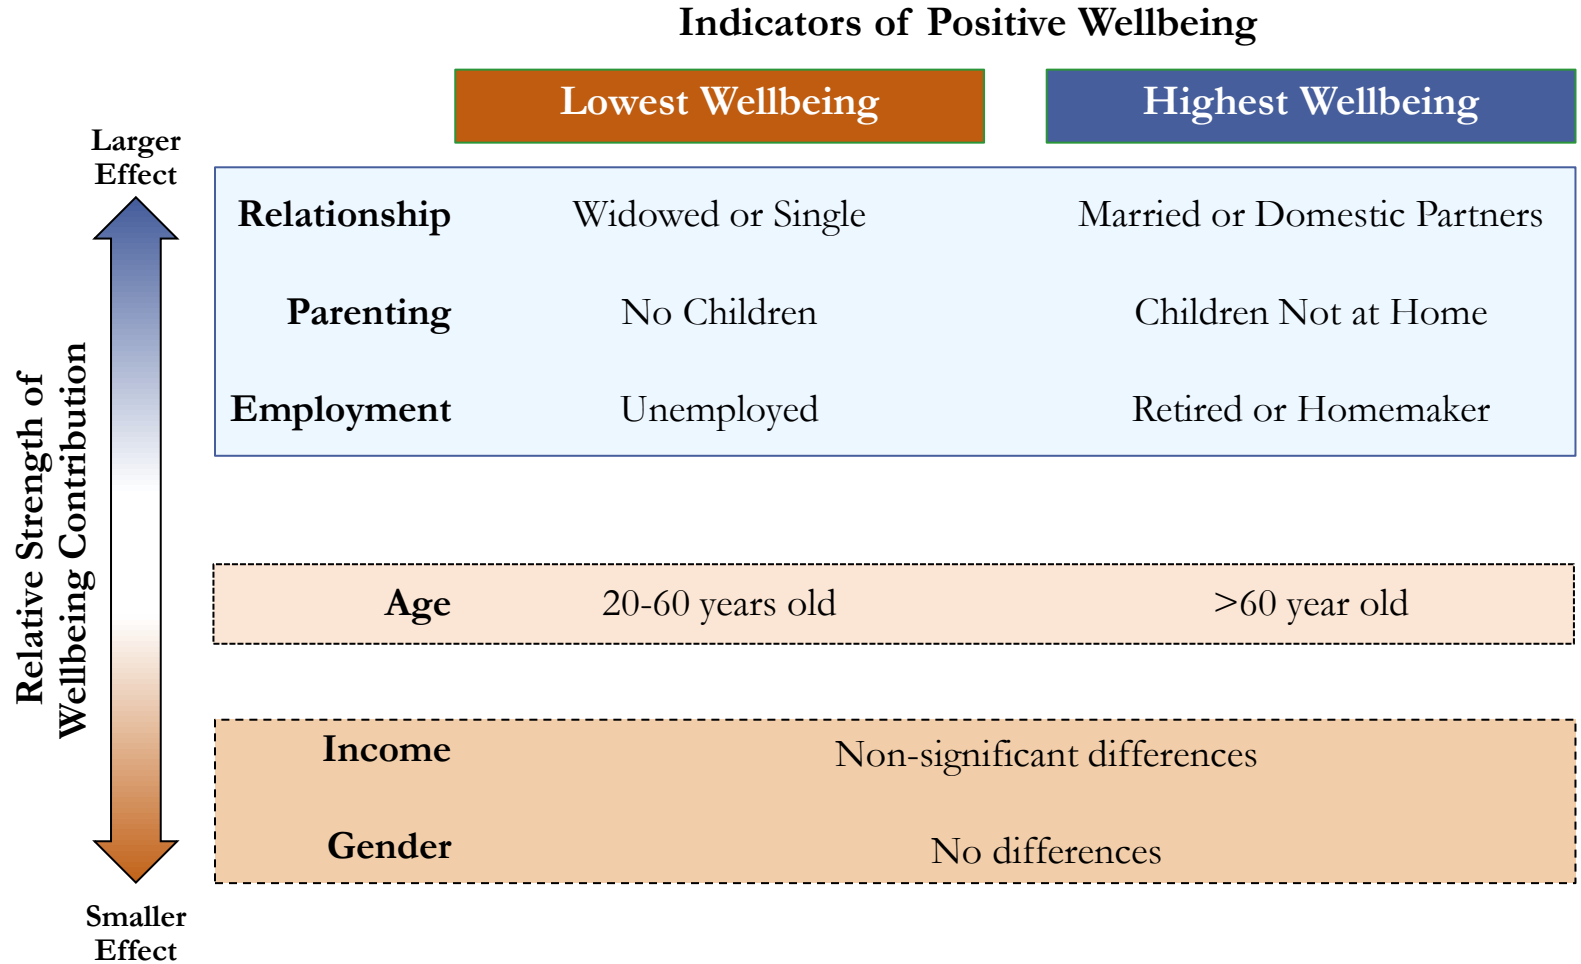 Indicators of Positive Wellbeing
Lowest Wellbeing
Highest Wellbeing
Larger
Effect
Relationship
Widowed or Single
Married or Domestic Partners
Parenting
No Children
Children Not at Home
Employment
Unemployed
Retired or Homemaker
Relative Strength of
Wellbeing Contribution
Age
20-60 years old
>60 year old
Income
Non-significant differences
Gender
No differences
Smaller
Effect